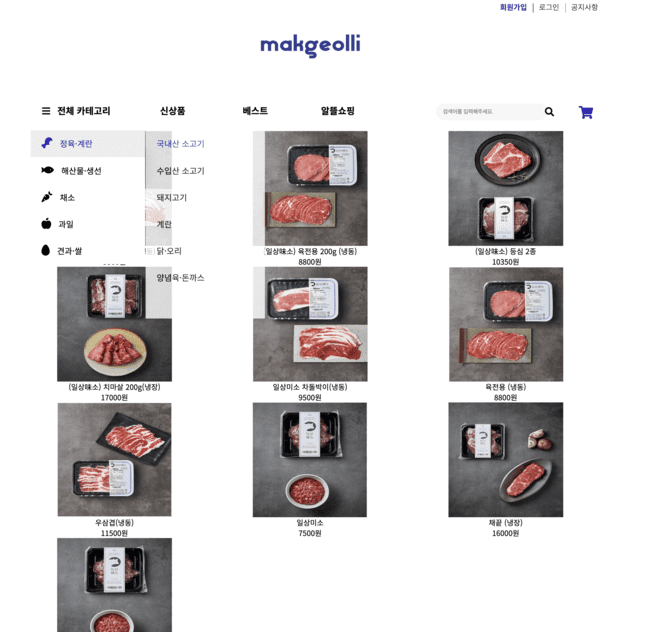 회원가입 | 로그인 | 공지사항
makgeolli
전체 카테고리 신상품 베스트 알뜰쇼핑 검색어를 입력해주세요.
정육·계란 국내산 소고기
해산물·생선 수입산 소고기
채소 돼지고기
과일 계란
견과·쌀 닭·오리
양념육·돈까스
(일상味소) 육전용 200g (냉동)
8800원
(일상味소) 등심 2종
10350원
(일상味소) 치마살 200g(냉장)
17000원
일상미소 차돌박이(냉동)
9500원
육전용 (냉동)
8800원
우삼겹(냉동)
11500원
일상미소
7500원
채끝 (냉장)
16000원